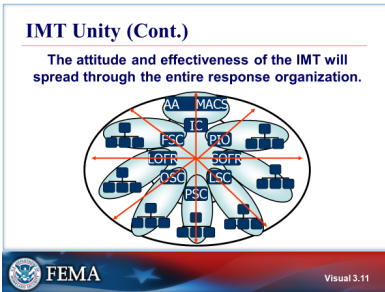 IMT Unity (Cont.)
The attitude and effectiveness of the IMT will
spread through the entire response organization.
AA MACS
IC
FSC PIO
LOFR SOFR
OSC LSC
PSC
FEMA
Visual 3.11